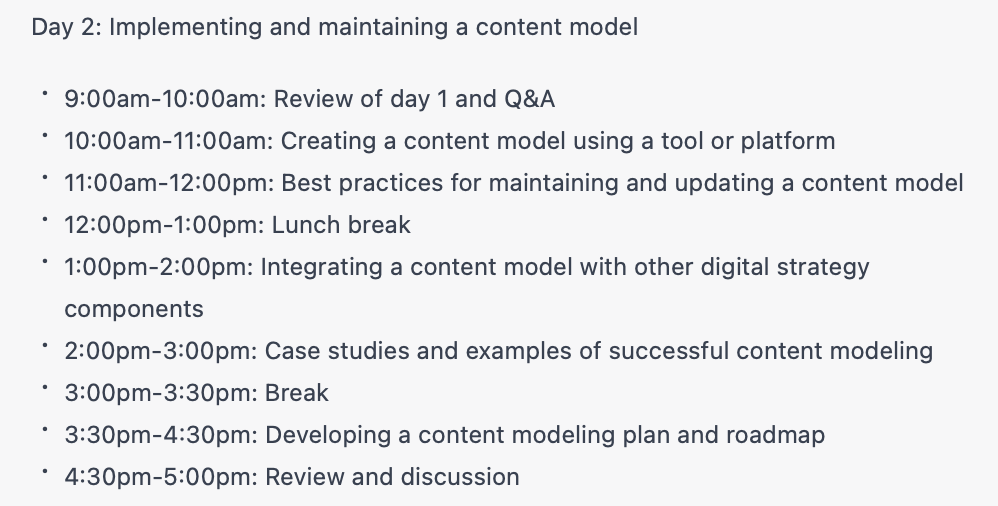 Day 2: Implementing and maintaining a content model
• 9:00am-10:00am: Review of day 1 and Q&A
• 10:00am-11:00am: Creating a content model using a tool or platform
• 11:00am-12:00pm: Best practices for maintaining and updating a content model
• 12:00pm-1:00pm: Lunch break
• 1:00pm-2:00pm: Integrating a content model with other digital strategy
components
• 2:00pm-3:00pm: Case studies and examples of successful content modeling
• 3:00pm-3:30pm: Break
• 3:30pm-4:30pm: Developing a content modeling plan and roadmap
• 4:30pm-5:00pm: Review and discussion